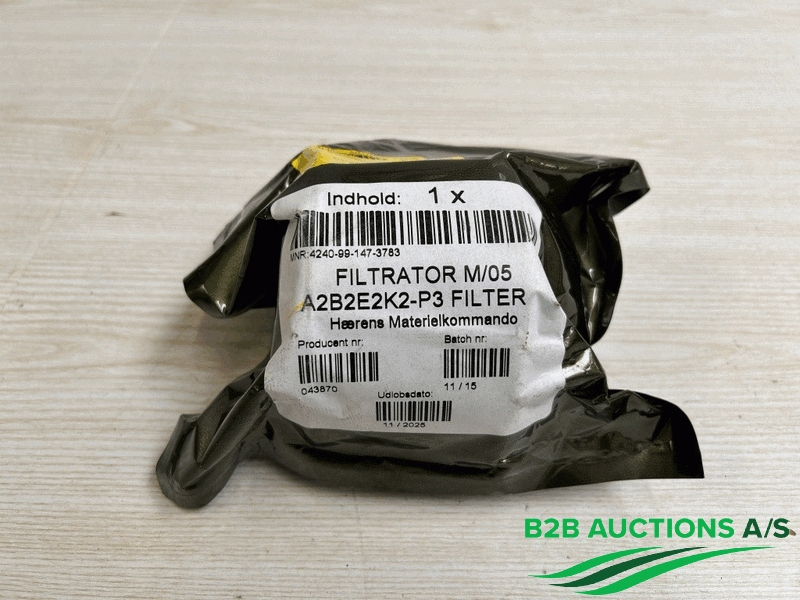 Indhold: 1 x
MNR:4240-99-147-3783
FILTRATOR M/05
A2B2E2K2-P3 FILTER
Hærens Materielkommando
Producent nr: Batch nr:
043870 11 / 15
Udlobsdato:
11 / 2025
B2B AUCTIONS A/S